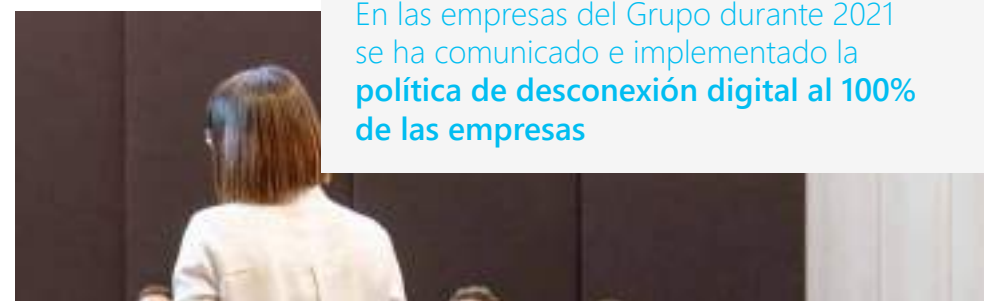 En las empresas del Grupo durante 2021
se ha comunicado e implementado la
política de desconexión digital al 100%
de las empresas